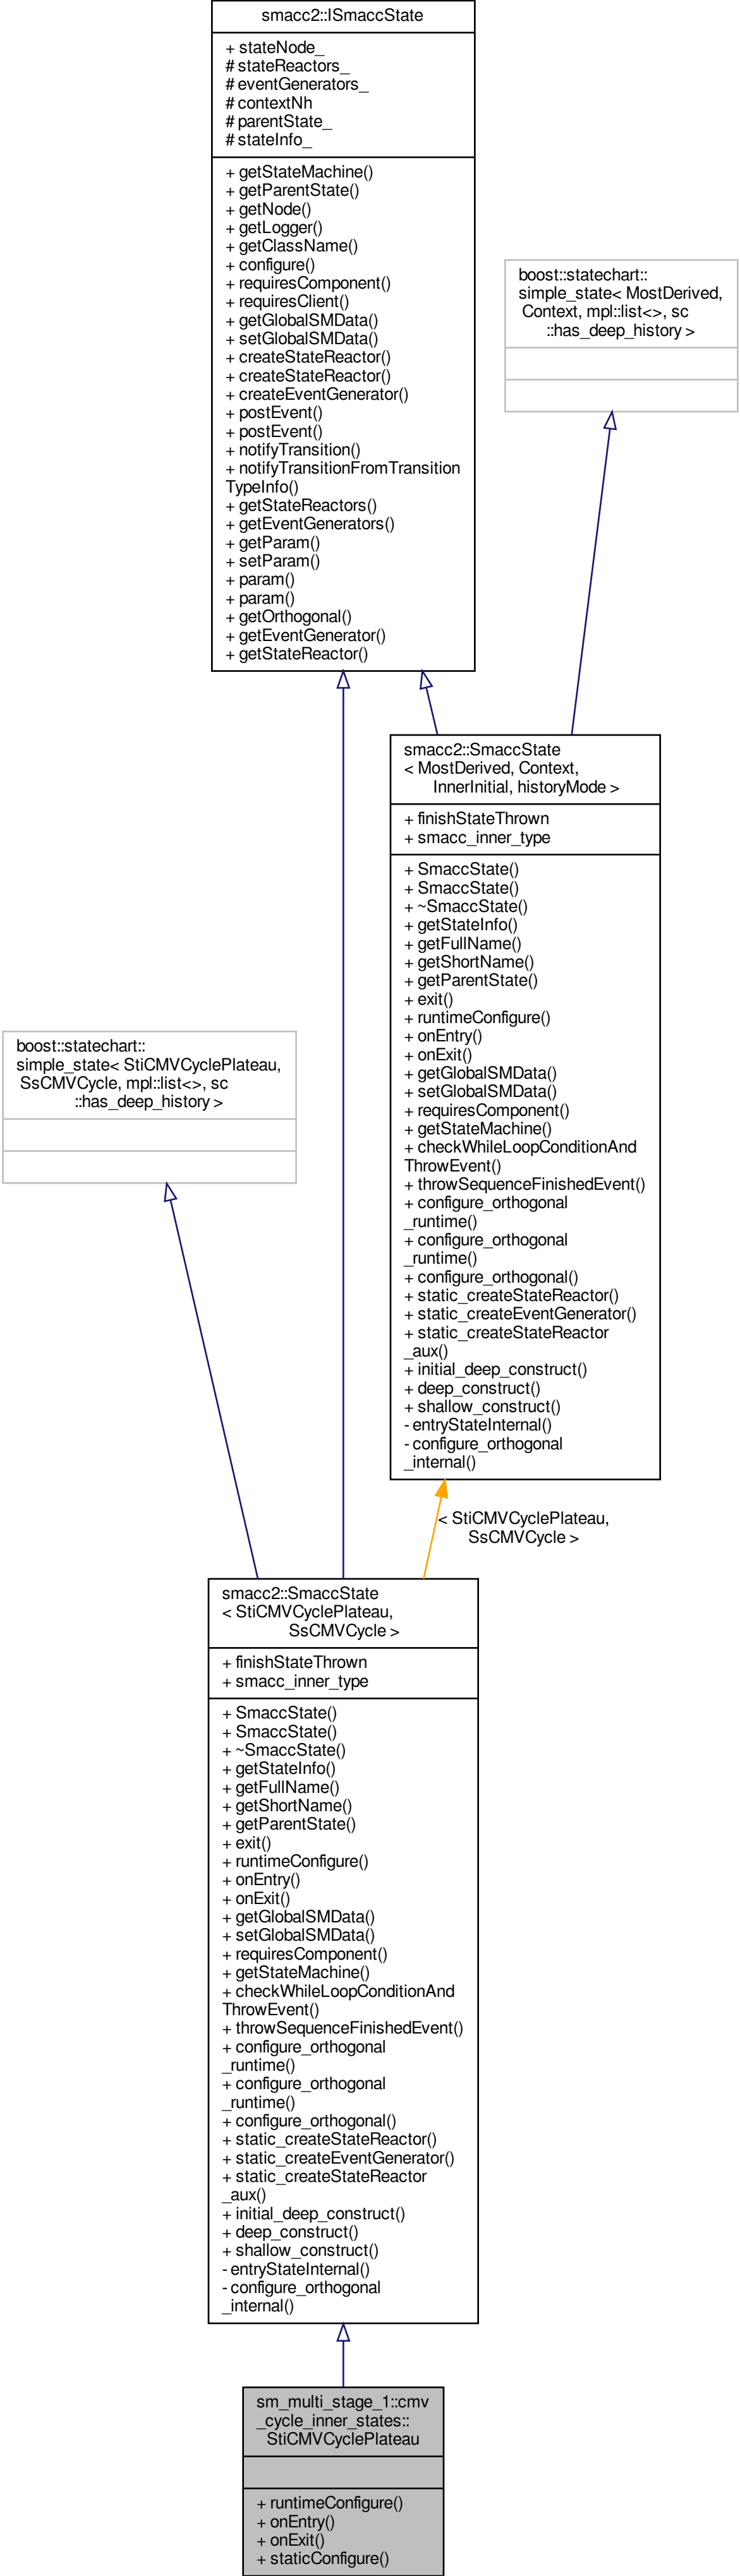 smacc2::ISmaccState
+ stateNode_
# stateReactors_
# eventGenerators_
# contextNh
# parentState_
# stateInfo_
+ getStateMachine()
+ getParentState()
+ getNode()
+ getLogger()
+ getClassName()
+ configure()
+ requiresComponent()
+ requiresClient()
+ getGlobalSMData()
+ setGlobalSMData()
+ createStateReactor()
+ createStateReactor()
+ createEventGenerator()
+ postEvent()
+ postEvent()
+ notifyTransition()
+ notifyTransitionFromTransition
TypeInfo()
+ getStateReactors()
+ getEventGenerators()
+ getParam()
+ setParam()
+ param()
+ param()
+ getOrthogonal()
+ getEventGenerator()
+ getStateReactor()
boost::statechart::
simple_state< MostDerived,
Context, mpl::list<>, sc
::has_deep_history >
smacc2::SmaccState
< MostDerived, Context,
InnerInitial, historyMode >
+ finishStateThrown
+ smacc_inner_type
+ SmaccState()
+ SmaccState()
+ ~SmaccState()
+ getStateInfo()
+ getFullName()
+ getShortName()
+ getParentState()
+ exit()
+ runtimeConfigure()
+ onEntry()
+ onExit()
+ getGlobalSMData()
+ setGlobalSMData()
+ requiresComponent()
+ getStateMachine()
+ checkWhileLoopConditionAnd
ThrowEvent()
+ throwSequenceFinishedEvent()
+ configure_orthogonal
_runtime()
+ configure_orthogonal
_runtime()
+ configure_orthogonal()
+ static_createStateReactor()
+ static_createEventGenerator()
+ static_createStateReactor
_aux()
+ initial_deep_construct()
+ deep_construct()
+ shallow_construct()
- entryStateInternal()
- configure_orthogonal
_internal()
boost::statechart::
simple_state< StiCMVCyclePlateau,
SsCMVCycle, mpl::list<>, sc
::has_deep_history >
< StiCMVCyclePlateau,
SsCMVCycle >
smacc2::SmaccState
< StiCMVCyclePlateau,
SsCMVCycle >
+ finishStateThrown
+ smacc_inner_type
+ SmaccState()
+ SmaccState()
+ ~SmaccState()
+ getStateInfo()
+ getFullName()
+ getShortName()
+ getParentState()
+ exit()
+ runtimeConfigure()
+ onEntry()
+ onExit()
+ getGlobalSMData()
+ setGlobalSMData()
+ requiresComponent()
+ getStateMachine()
+ checkWhileLoopConditionAnd
ThrowEvent()
+ throwSequenceFinishedEvent()
+ configure_orthogonal
_runtime()
+ configure_orthogonal
_runtime()
+ configure_orthogonal()
+ static_createStateReactor()
+ static_createEventGenerator()
+ static_createStateReactor
_aux()
+ initial_deep_construct()
+ deep_construct()
+ shallow_construct()
- entryStateInternal()
- configure_orthogonal
_internal()
sm_multi_stage_1::cmv
_cycle_inner_states::
StiCMVCyclePlateau
+ runtimeConfigure()
+ onEntry()
+ onExit()
+ staticConfigure()